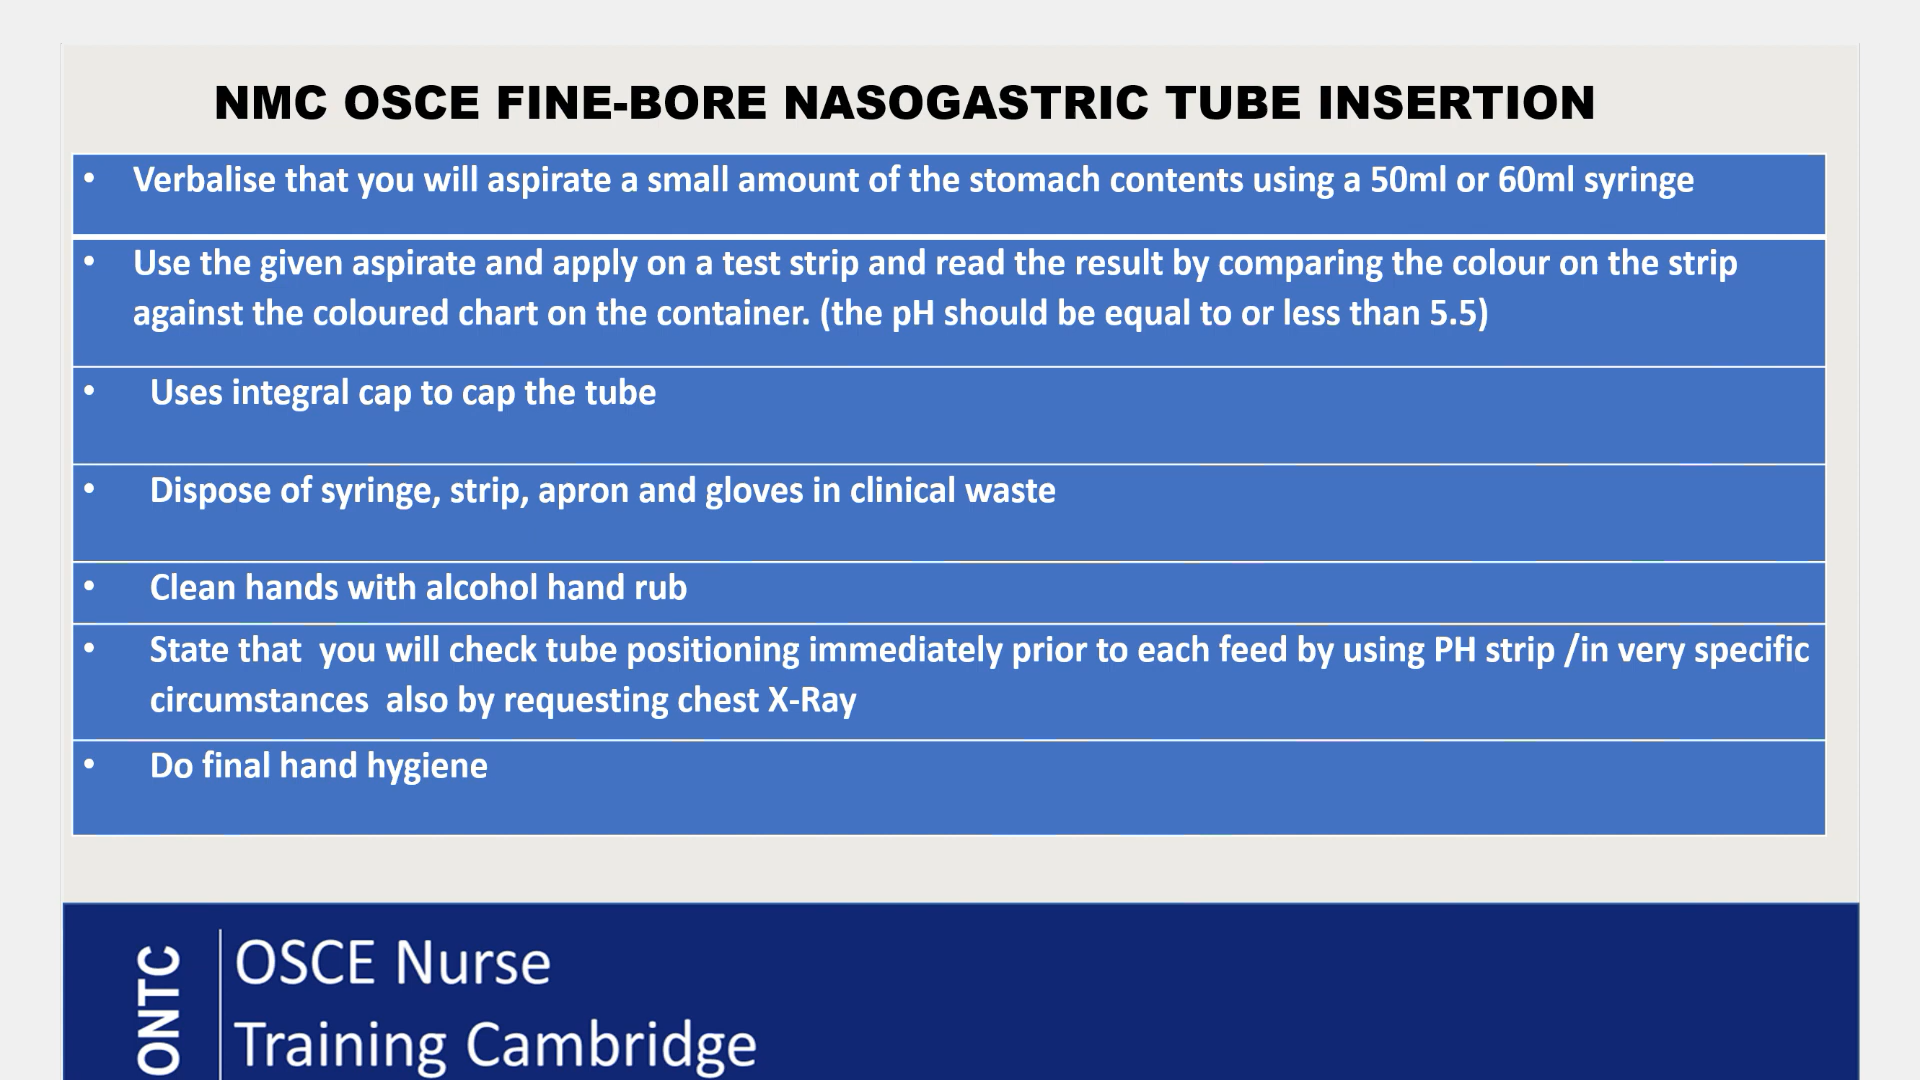 NMC OSCE FINE-BORE NASOGASTRIC TUBE INSERTION
• Verbalise that you will aspirate a small amount of the stomach contents using a 50ml or 60ml syringe
• Use the given aspirate and apply on a test strip and read the result by comparing the colour on the strip
against the coloured chart on the container. (the pH should be equal to or less than 5.5)
• Uses integral cap to cap the tube
• Dispose of syringe, strip, apron and gloves in clinical waste
• Clean hands with alcohol hand rub
• State that  you will check tube positioning immediately prior to each feed by using PH strip /in very specific
circumstances  also by requesting chest X-Ray
• Do final hand hygiene
ONTC
OSCE Nurse
Training Cambridge